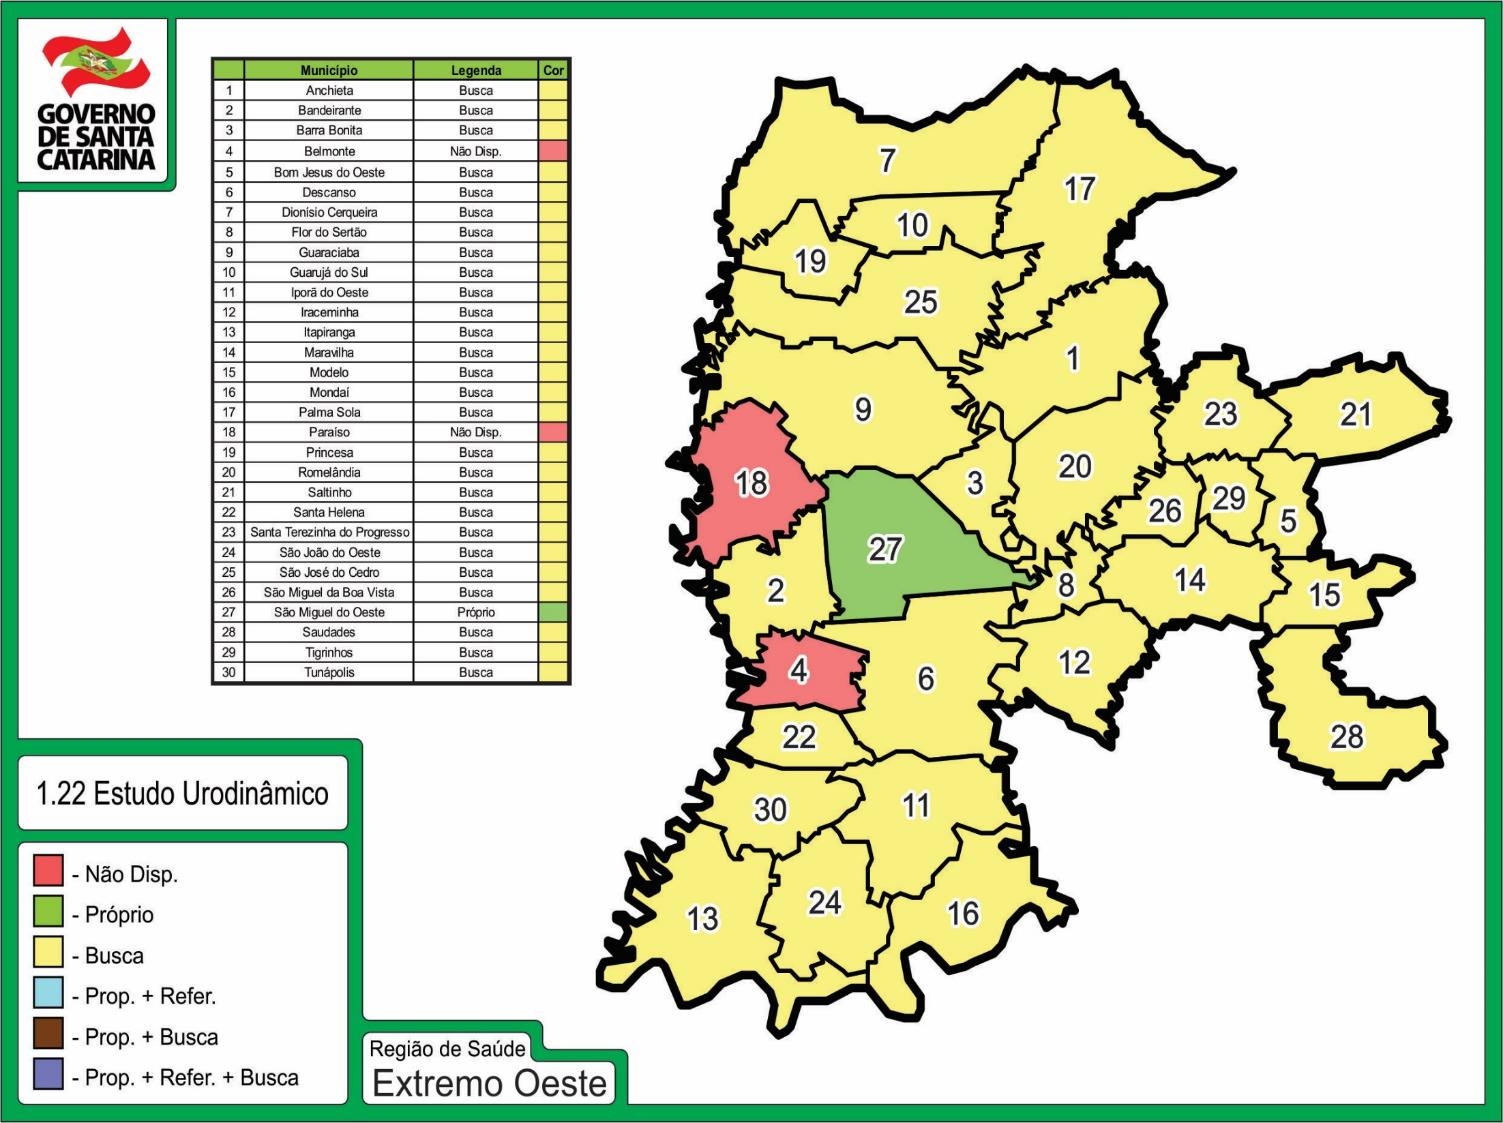 GOVERNO
DE SANTA
CATARINA
Município Legenda Cor
1 Anchieta Busca
2 Bandeirante Busca
3 Barra Bonita Busca
4 Belmonte Não Disp.
5 Bom Jesus do Oeste Busca
6 Descanso Busca
7 Dionísio Cerqueira Busca
8 Flor do Sertão Busca
9 Guaraciaba Busca
10 Guarujá do Sul Busca
11 Iporã do Oeste Busca
12 Iraceminha Busca
13 Itapiranga Busca
14 Maravilha Busca
15 Modelo Busca
16 Mondaí Busca
17 Palma Sola Busca
18 Paraíso Não Disp.
19 Princesa Busca
20 Romelândia Busca
21 Saltinho Busca
22 Santa Helena Busca
23 Santa Terezinha do Progresso Busca
24 São João do Oeste Busca
25 São José do Cedro Busca
26 São Miguel da Boa Vista Busca
27 São Miguel do Oeste Próprio
28 Saudades Busca
29 Tigrinhos Busca
30 Tunápolis Busca
7
17
10
19
25
1
9
23
21
18
3
20
26
29
5
27
2
8
14
15
4
6
12
22
28
30
11
13
24
16
1.22 Estudo Urodinâmico
- Não Disp.
- Próprio
- Busca
- Prop. + Refer.
- Prop. + Busca
- Prop. + Refer. + Busca
Região de Saúde
Extremo Oeste